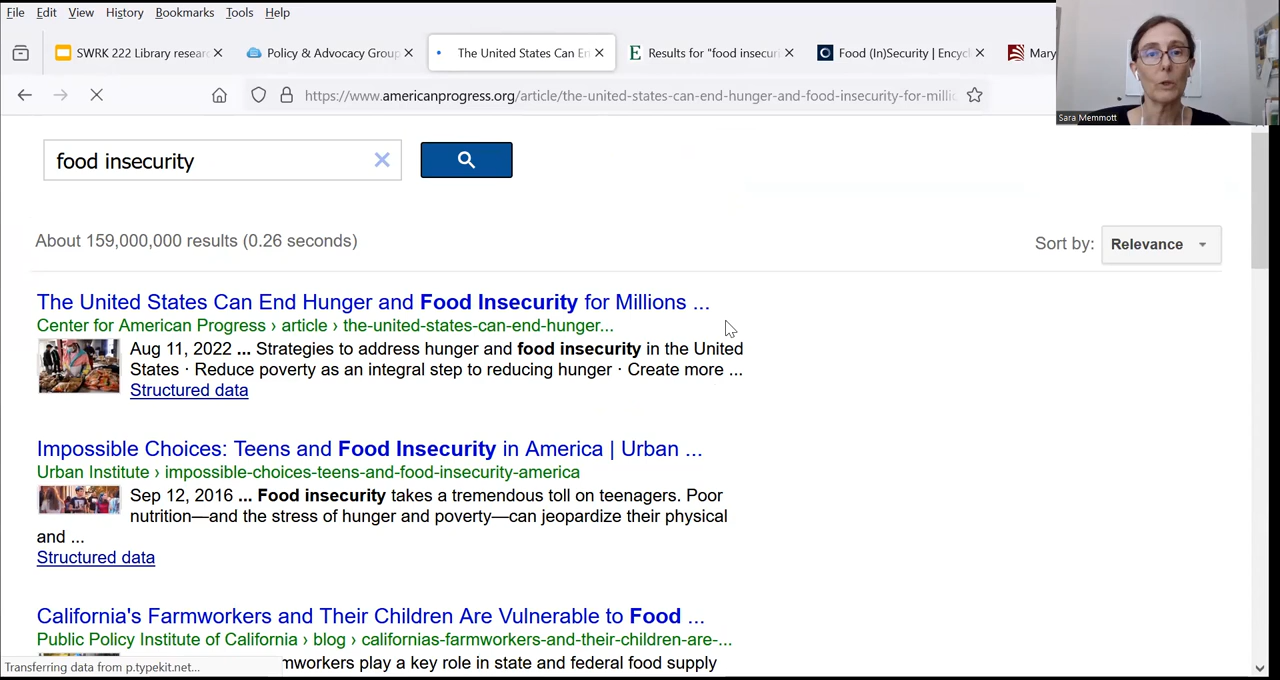 File Edit View History Bookmarks Tools Help
SWRK 222 Library resear
Policy & Advocacy Group
The United States Can En
Results for "food insecuri
Food (In)Security | Encycl
Mary
https://www.americanprogress.org/article/the-united-states-can-end-hunger-and-food-insecurity-for-millio
Sara Memmott
food insecurity
About 159,000,000 results (0.26 seconds)
Sort by: Relevance
The United States Can End Hunger and Food Insecurity for Millions ...
Center for American Progress › article › the-united-states-can-end-hunger...
Aug 11, 2022 ... Strategies to address hunger and food insecurity in the United
States · Reduce poverty as an integral step to reducing hunger · Create more ...
Structured data
Impossible Choices: Teens and Food Insecurity in America | Urban ...
Urban Institute › impossible-choices-teens-and-food-insecurity-america
Sep 12, 2016 ... Food insecurity takes a tremendous toll on teenagers. Poor
nutrition—and the stress of hunger and poverty—can jeopardize their physical
and ...
Structured data
California's Farmworkers and Their Children Are Vulnerable to Food ...
Public Policy Institute of California › blog › californias-farmworkers-and-their-children-are-...
mworkers play a key role in state and federal food supply
Transferring data from p.typekit.net...